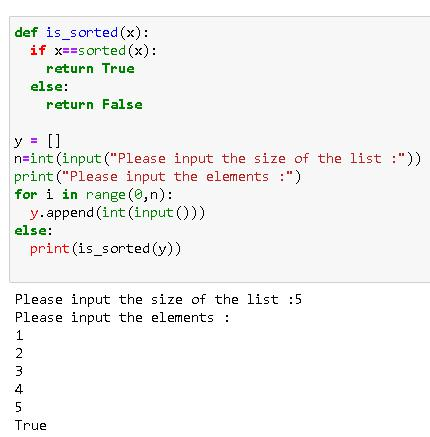 def is_sorted(x):
  if x==sorted(x):
    return True
  else:
    return False

y = []
n=int(input("Please input the size of the list :"))
print("Please input the elements :")
for i in range(0,n):
  y.append(int(input()))
else:
  print(is_sorted(y))

Please input the size of the list :5
Please input the elements :
1
2
3
4
5
True